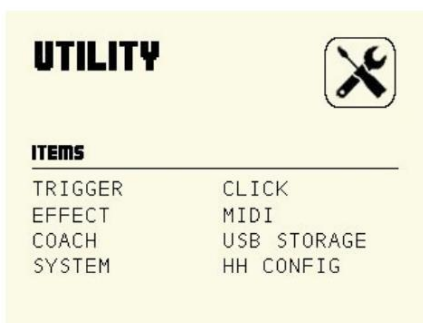 UTILITY
ITEMS
TRIGGER CLICK
EFFECT MIDI
COACH USB STORAGE
SYSTEM HH CONFIG